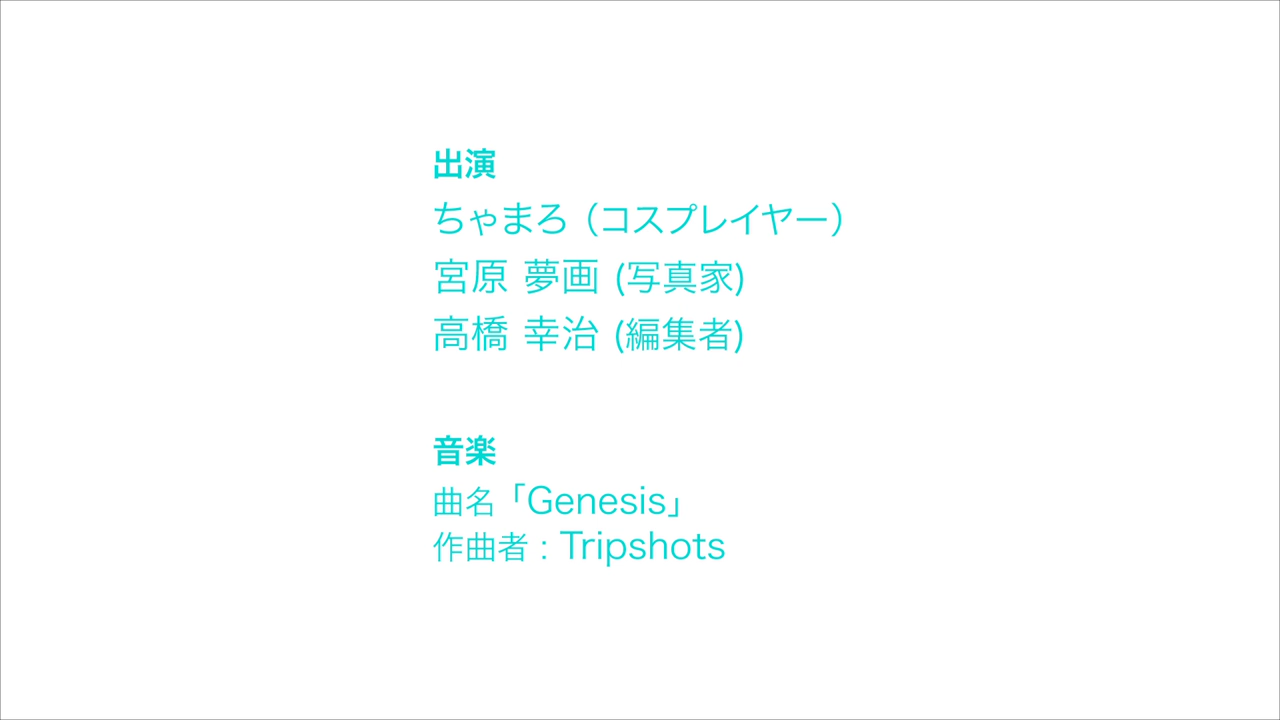 出演
ちゃまろ（コスプレイヤー）
宮原 夢画 (写真家)
高橋 幸治 (編集者)
音楽
曲名「Genesis」
作曲者：Tripshots